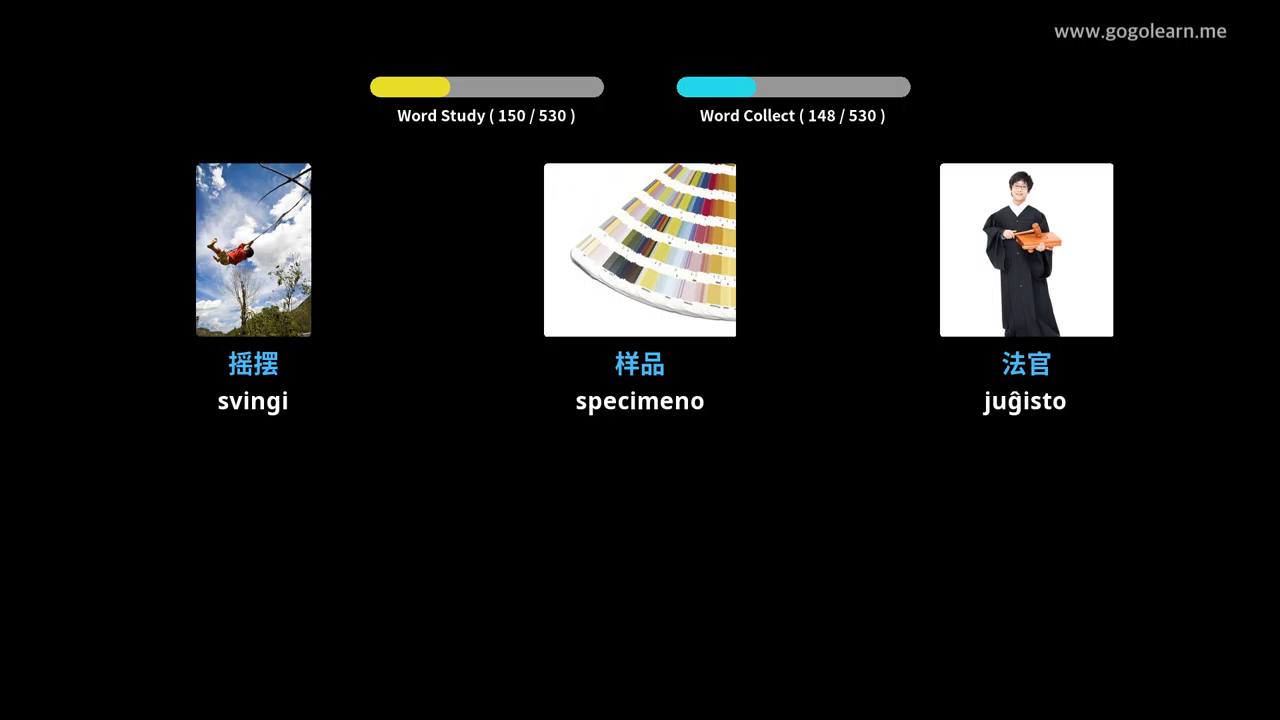 www.gogolearn.me
Word Study ( 150 / 530 )
Word Collect ( 148 / 530 )
摇摆
样品
法官
svingi
specimeno
juĝisto